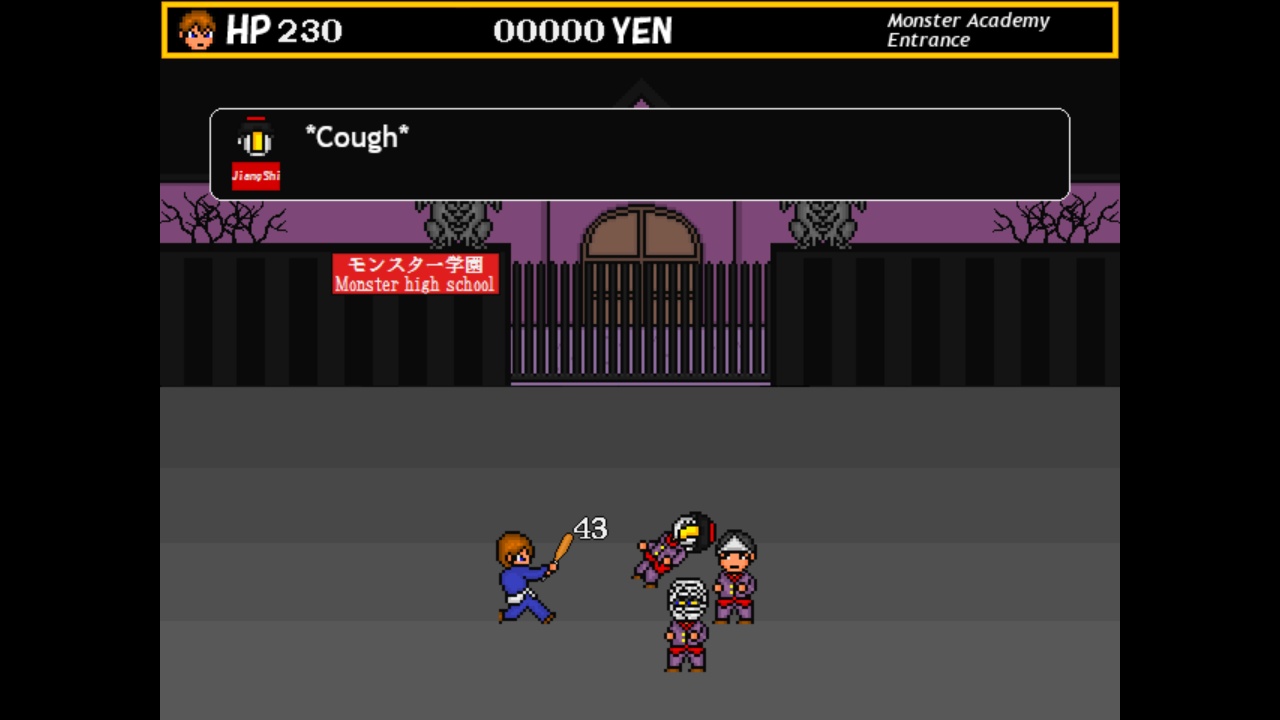 HP 230
00000 YEN
Monster Academy
Entrance
*Cough*
JiangShi
モンスター学園
Monster high school
43